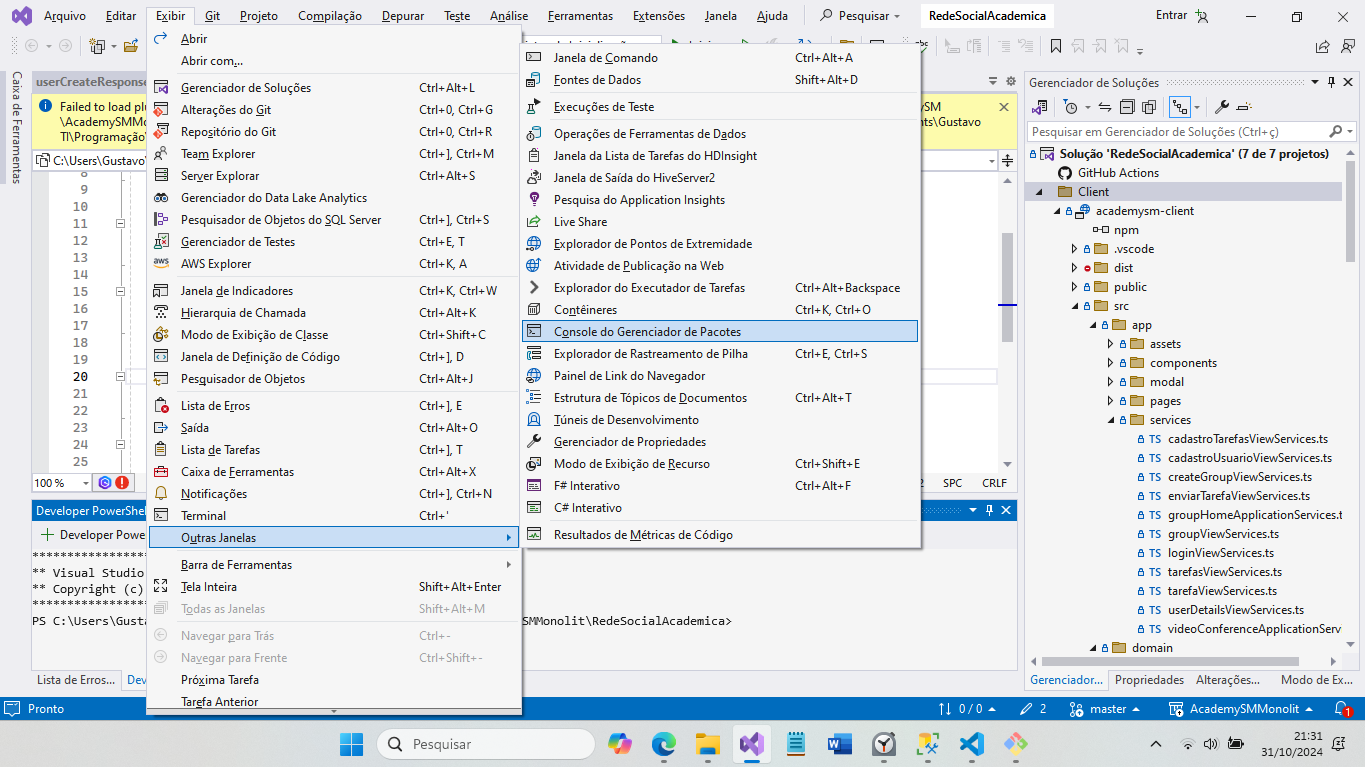 Arquivo Editar Exibir Git Projeto Compilação Depurar Teste Análise Ferramentas Extensões Janela Ajuda Pesquisar RedeSocialAcademica Entrar
Abrir
Abrir com...
Gerenciador de Soluções Ctrl+Alt+L
Alterações do Git Ctrl+0, Ctrl+G
Repositório do Git Ctrl+0, Ctrl+R
Team Explorer Ctrl+], Ctrl+M
Server Explorar Ctrl+Alt+S
Gerenciador do Data Lake Analytics
Pesquisador de Objetos do SQL Server Ctrl+], Ctrl+S
Gerenciador de Testes Ctrl+E, T
AWS Explorer Ctrl+K, A
Janela de Indicadores Ctrl+K, Ctrl+W
Hierarquia de Chamada Ctrl+Alt+K
Modo de Exibição de Classe Ctrl+Shift+C
Janela de Definição de Código Ctrl+], D
Pesquisador de Objetos Ctrl+Alt+J
Lista de Erros Ctrl+], E
Saída Ctrl+Alt+O
Lista de Tarefas Ctrl+], T
Caixa de Ferramentas Ctrl+Alt+X
Notificações Ctrl+], Ctrl+N
Terminal Ctrl+'
Outras Janelas
Barra de Ferramentas
Tela Inteira Shift+Alt+Enter
Todas as Janelas Shift+Alt+M
Navegar para Trás Ctrl+-
Navegar para Frente Ctrl+Shift+-
Próxima Tarefa
Tarefa Anterior
Janela de Comando Ctrl+Alt+A
Fontes de Dados Shift+Alt+D
Execuções de Teste
Operações de Ferramentas de Dados
Janela da Lista de Tarefas do HDInsight
Janela de Saída do HiveServer2
Pesquisa do Application Insights
Live Share
Explorador de Pontos de Extremidade
Atividade de Publicação na Web
Explorador do Executador de Tarefas Ctrl+Alt+Backspace
Contêineres Ctrl+K, Ctrl+O
Console do Gerenciador de Pacotes
Explorador de Rastreamento de Pilha Ctrl+E, Ctrl+S
Painel de Link do Navegador
Estrutura de Tópicos de Documentos Ctrl+Alt+T
Túneis de Desenvolvimento
Gerenciador de Propriedades
Modo de Exibição de Recurso Ctrl+Shift+E
F# Interativo Ctrl+Alt+F
C# Interativo
Resultados de Métricas de Código
Caixa de Ferramentas
userCreateRespons
Failed to load plu
\AcademySMMo
TI\Programação\
C:\Users\Gustavo\
8
9
10
11
12
13
14
15
16
17
18
19
20
21
22
23
24
25
100 %
SPC CRLF
Developer PowerShel
Developer Powe
** Visual Studio
** Copyright (c)
PS C:\Users\Gusta
SMMonolit\RedeSocialAcademica>
Lista de Erros...
Gerenciador de Soluções
Pesquisar em Gerenciador de Soluções (Ctrl+ç)
Solução 'RedeSocialAcademica' (7 de 7 projetos)
GitHub Actions
Client
academysm-client
npm
.vscode
dist
public
src
app
assets
components
modal
pages
services
TS cadastroTarefasViewServices.ts
TS cadastroUsuarioViewServices.ts
TS createGroupViewServices.ts
TS enviarTarefaViewServices.ts
TS groupHomeApplicationServices.t
TS groupViewServices.ts
TS loginViewServices.ts
TS tarefasViewServices.ts
TS tarefaViewServices.ts
TS userDetailsViewServices.ts
TS videoConferenceApplicationServ
domain
Gerenciador... Propriedades Alterações... Modo de Ex...
Pronto 0 / 0 2 master AcademySMMonolit 1
Pesquisar
21:31
31/10/2024